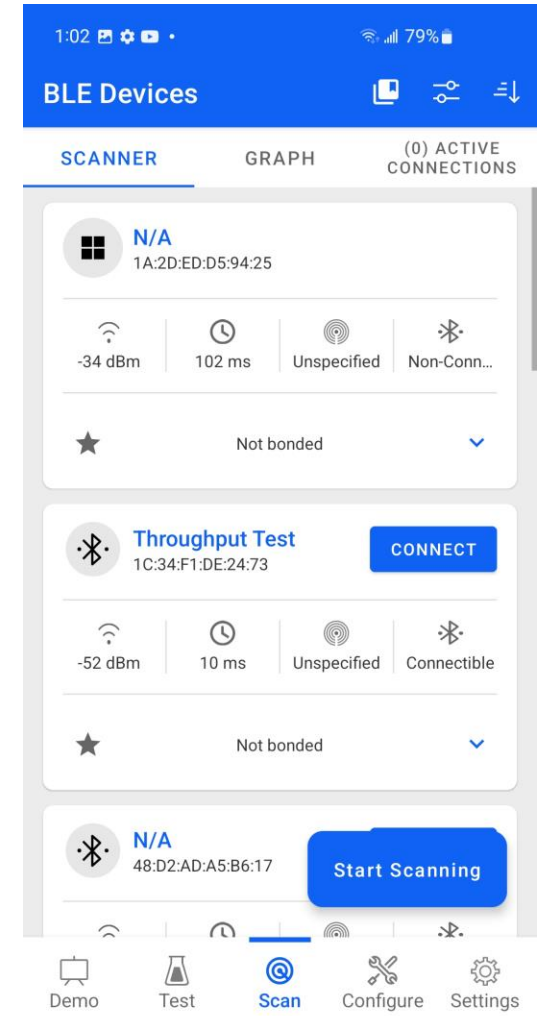 1:02
79%
BLE Devices
SCANNER
GRAPH
(0) ACTIVE
CONNECTIONS
N/A
1A:2D:ED:D5:94:25
-34 dBm
102 ms
Unspecified
Non-Conn...
Not bonded
Throughput Test
1C:34:F1:DE:24:73
CONNECT
-52 dBm
10 ms
Unspecified
Connectible
Not bonded
N/A
48:D2:AD:A5:B6:17
Start Scanning
Demo
Test
Scan
Configure
Settings